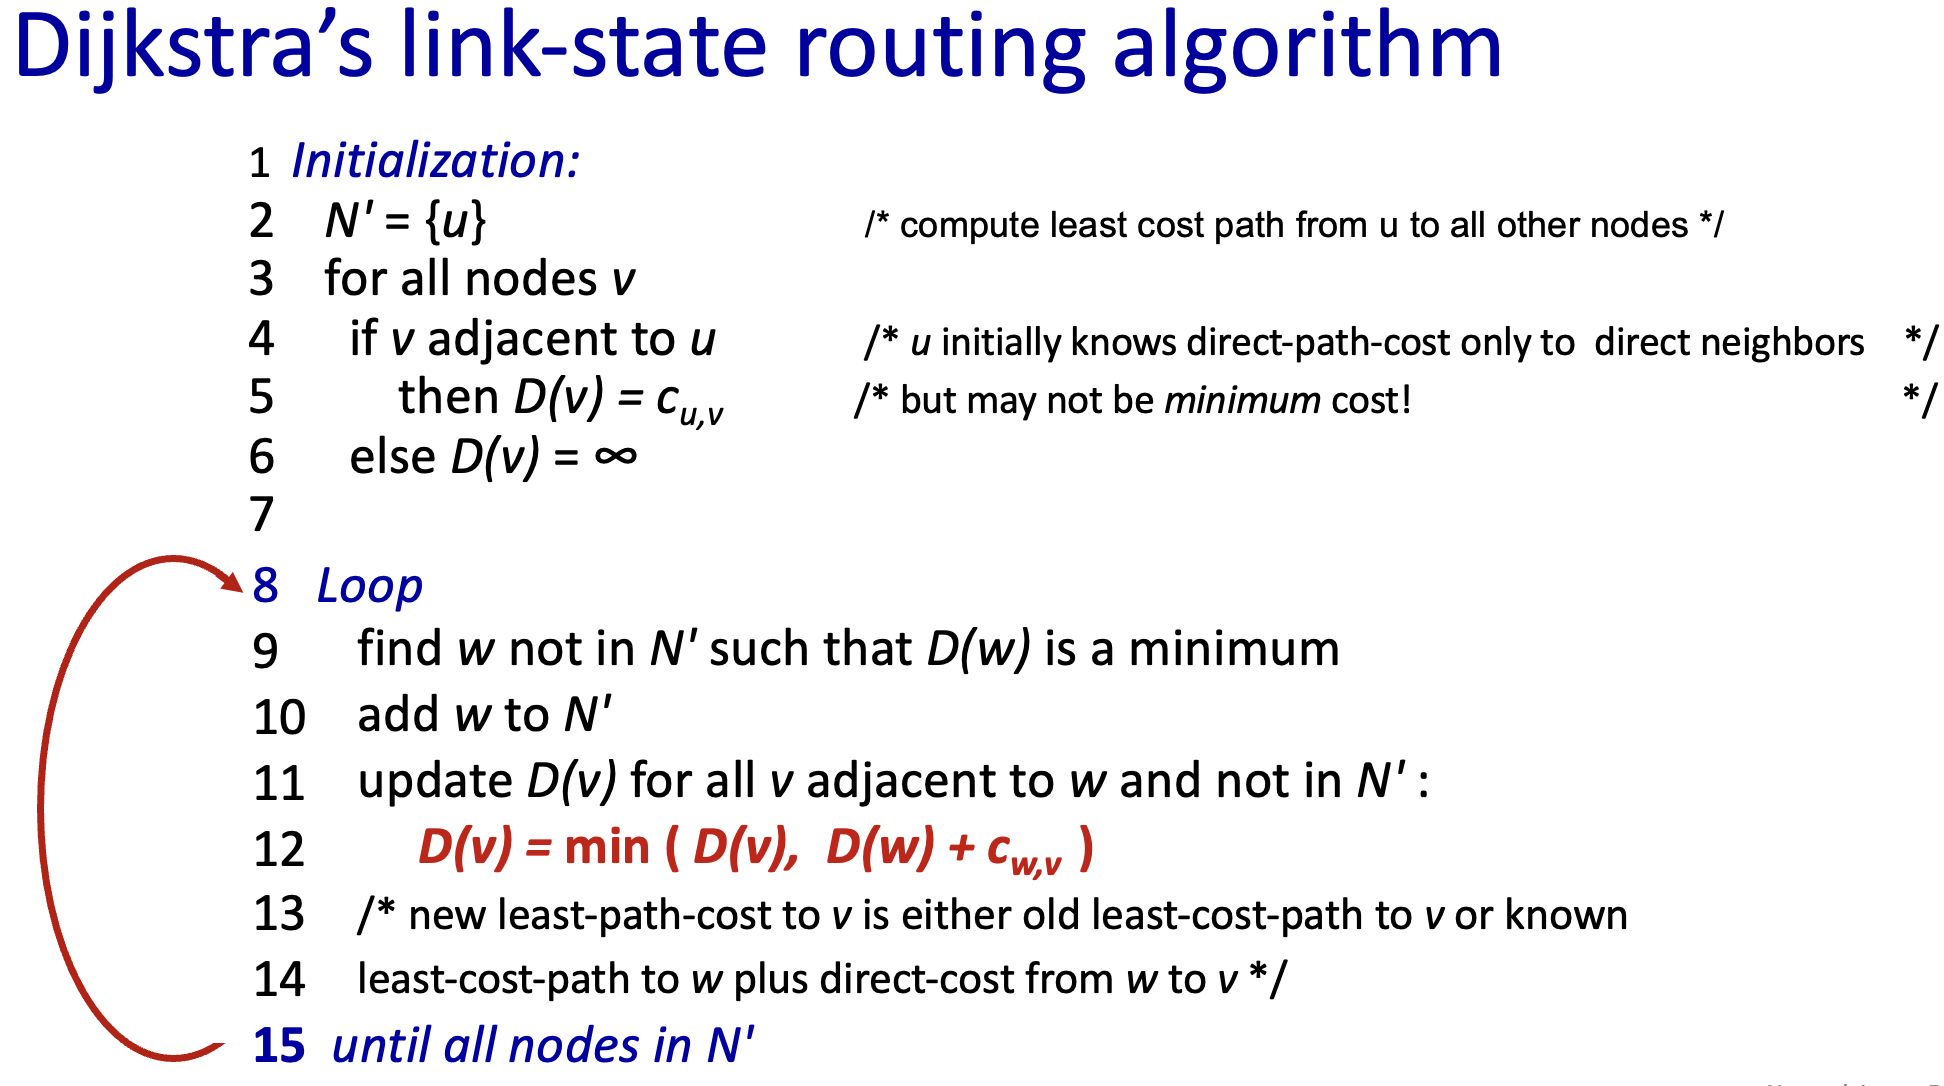 Dijkstra’s link-state routing algorithm
1 Initialization:
2 N' = {u} /* compute least cost path from u to all other nodes */
3 for all nodes v
4 if v adjacent to u /* u initially knows direct-path-cost only to direct neighbors */
5 then D(v) = cu,v /* but may not be minimum cost! */
6 else D(v) = ∞
7
8 Loop
9 find w not in N' such that D(w) is a minimum
10 add w to N'
11 update D(v) for all v adjacent to w and not in N' :
12 D(v) = min ( D(v), D(w) + cw,v )
13 /* new least-path-cost to v is either old least-cost-path to v or known
14 least-cost-path to w plus direct-cost from w to v */
15 until all nodes in N'